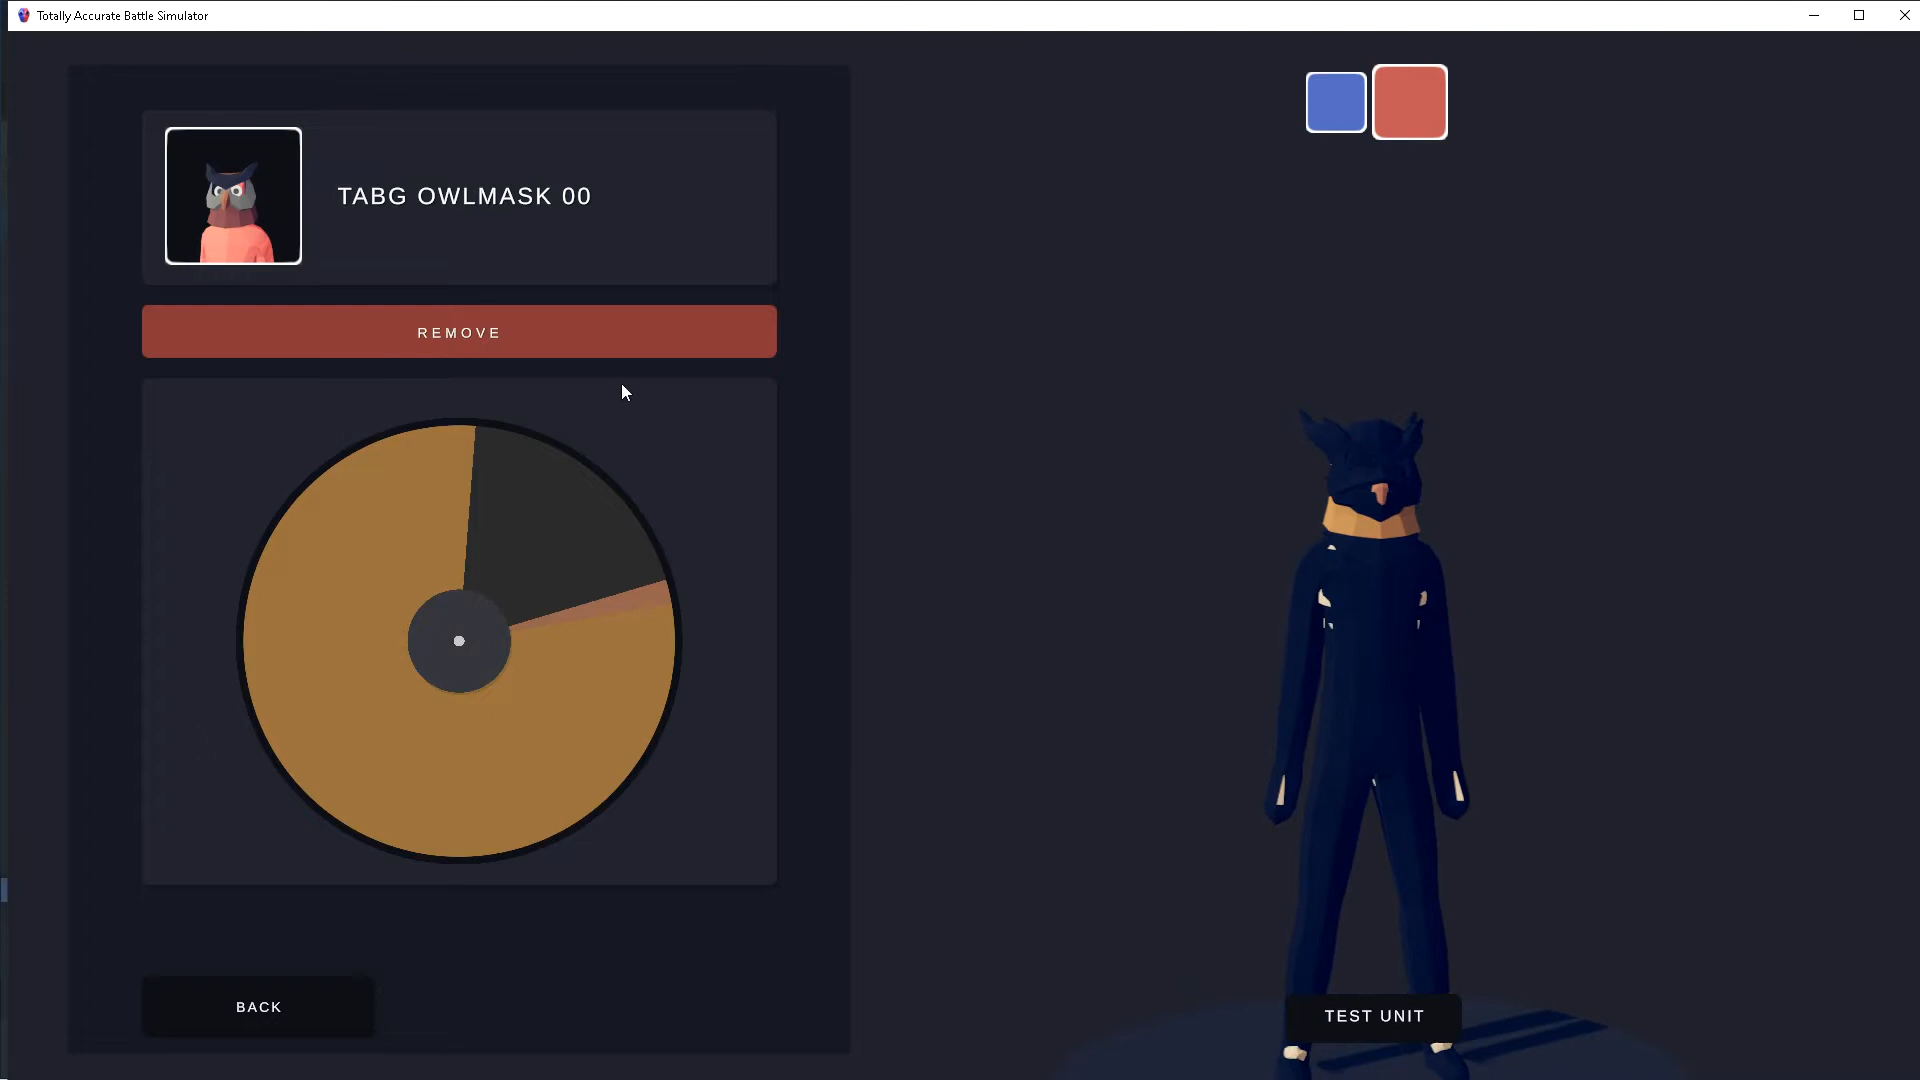 Totally Accurate Battle Simulator
TABG OWLMASK 00
REMOVE
BACK
TEST UNIT